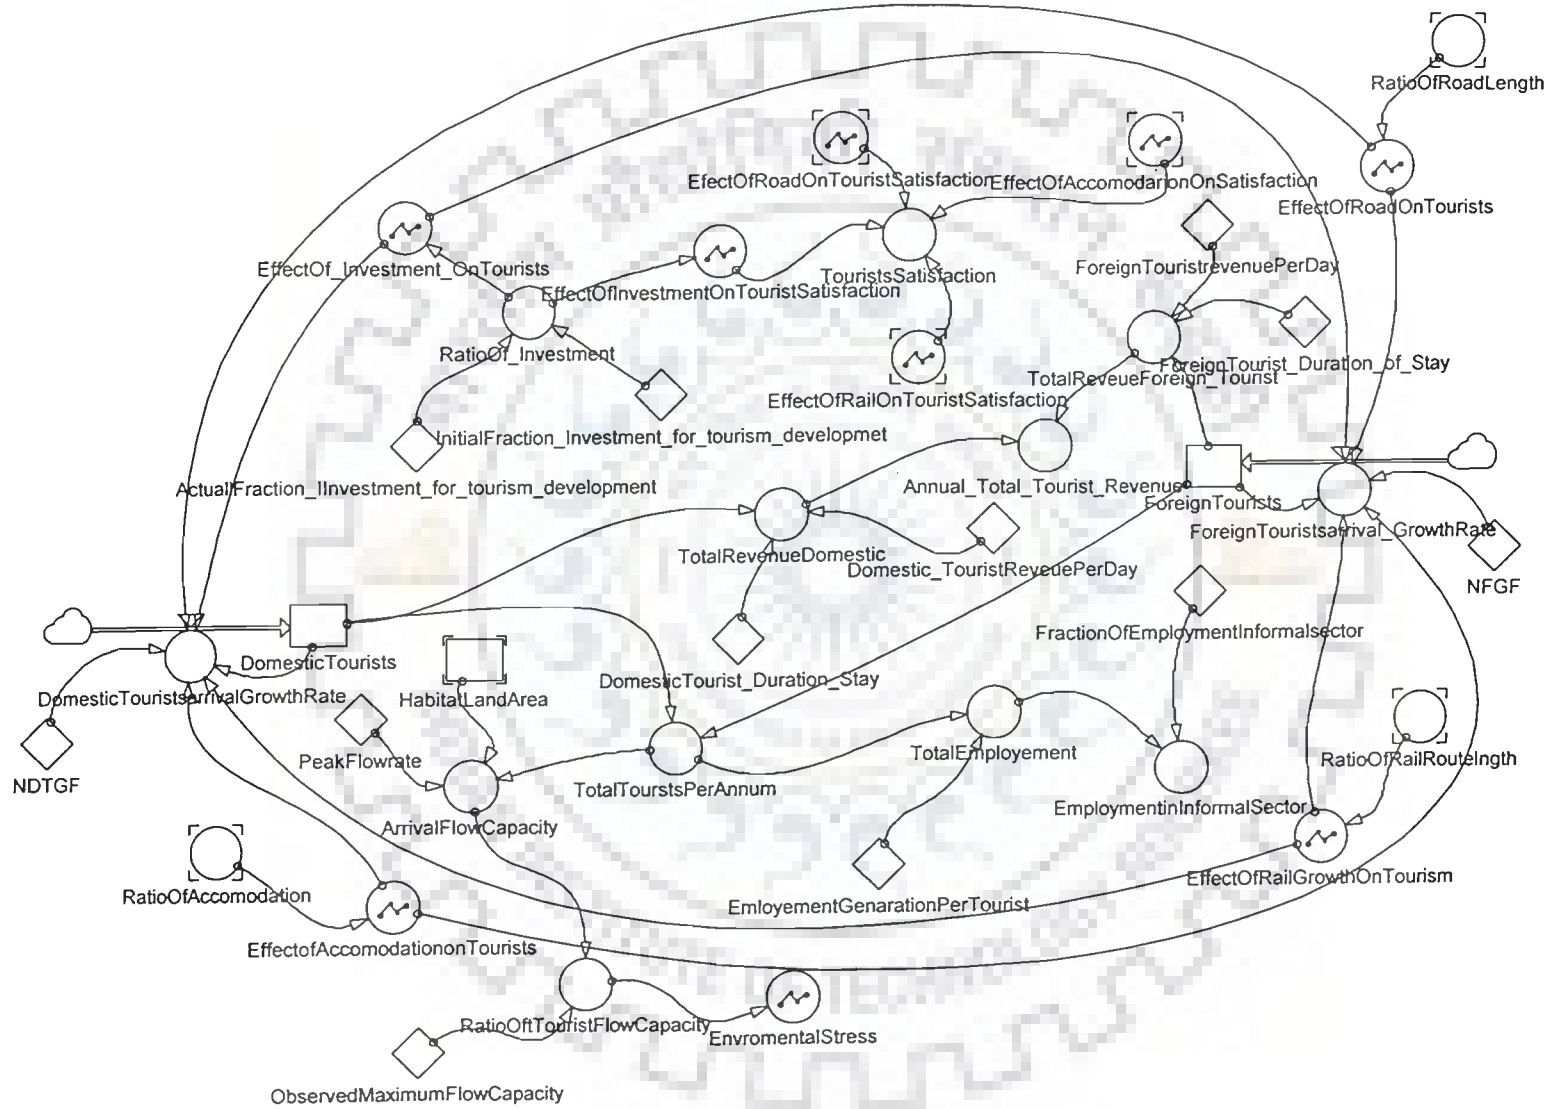 RatioOfRoadLength
EfectOfRoadOnTouristSatisfaction
EffectOfAccomodarionOnSatisfaction
EffectOfRoadOnTourists
EffectOf_Investment_OnTourists
ForeignTouristrevenuePerDay
TouristsSatisfaction
EffectOfInvestmentOnTouristSatisfaction
RatioOf_Investment
ForeignTourist_Duration_of_Stay
TotalReveueForeign_Tourist
EffectOfRailOnTouristSatisfaction
InitialFraction_Investment_for_tourism_developmet
ActualFraction_IInvestment_for_tourism_development
Annual_Total_Tourist_Revenue
ForeignTourists
ForeignTouristsarrival_GrowthRate
TotalRevenueDomestic
Domestic_TouristReveuePerDay
NFGF
FractionOfEmploymentInformalsector
DomesticTourists
DomesticTourist_Duration_Stay
DomesticTouristsarrivalGrowthRate
HabitatLandArea
TotalEmployement
PeakFlowrate
RatioOfRailRoutelngth
NDTGF
TotalTourstsPerAnnum
EmploymentinInformalSector
ArrivalFlowCapacity
EffectOfRailGrowthOnTourism
RatioOfAccomodation
EmloyementGenarationPerTourist
EffectofAccomodationonTourists
RatioOftTouristFlowCapacity
EnvromentalStress
ObservedMaximumFlowCapacity